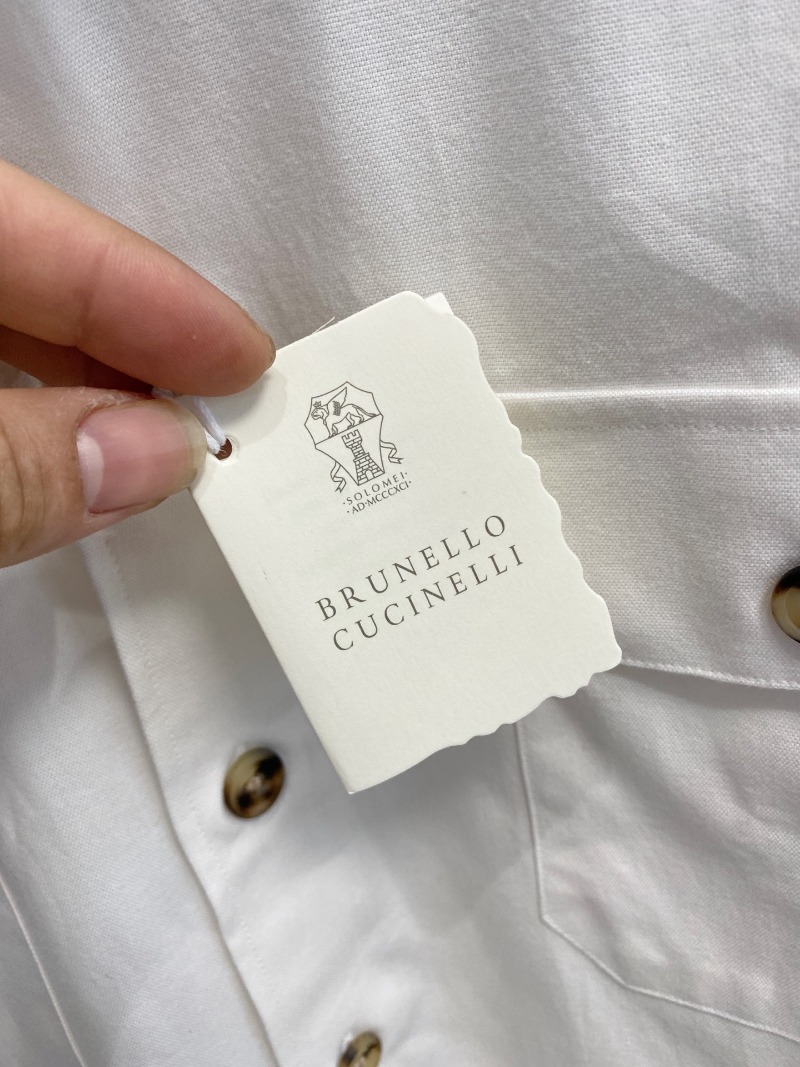 ·SOLOMEI·
·AD·MCCCXCI·
BRUNELLO
CUCINELLI